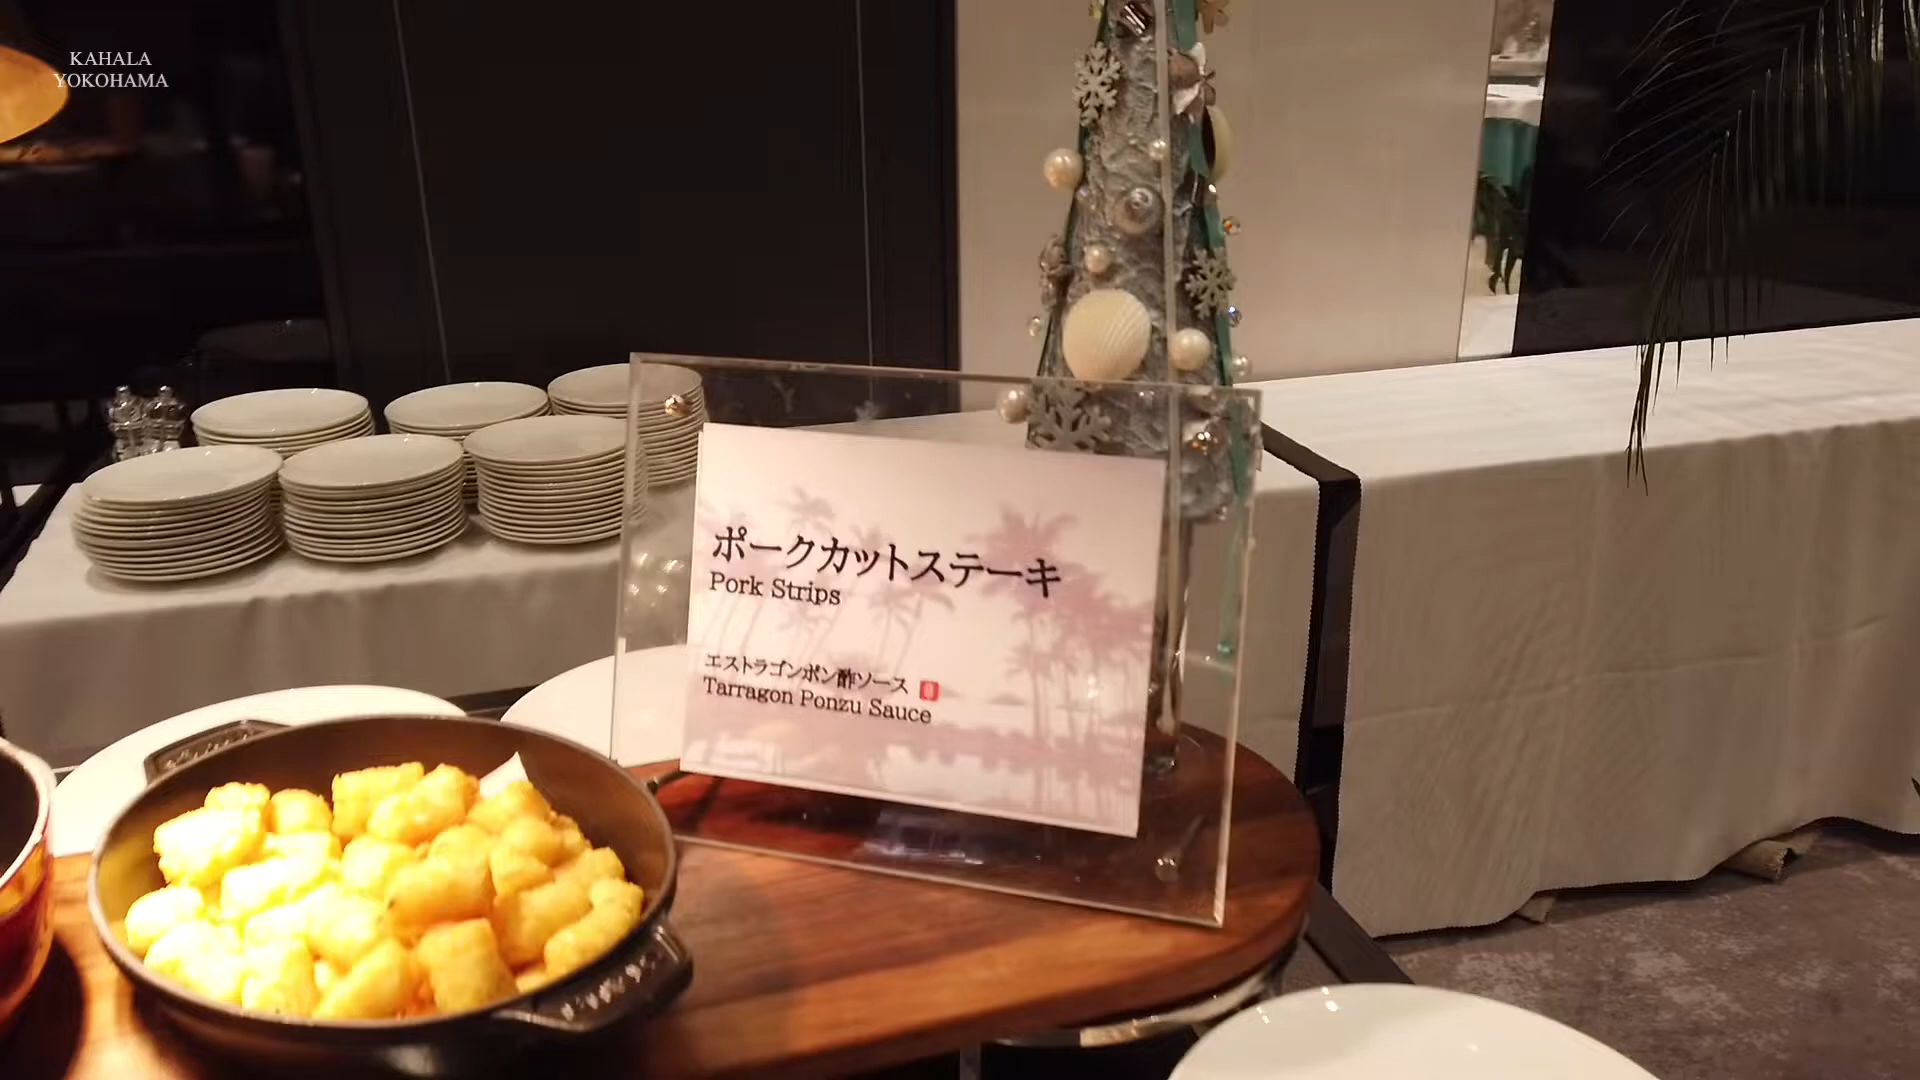 KAHALA
YOKOHAMA
ポークカットステーキ
Pork Strips
エストラゴンポン酢ソース
Tarragon Ponzu Sauce